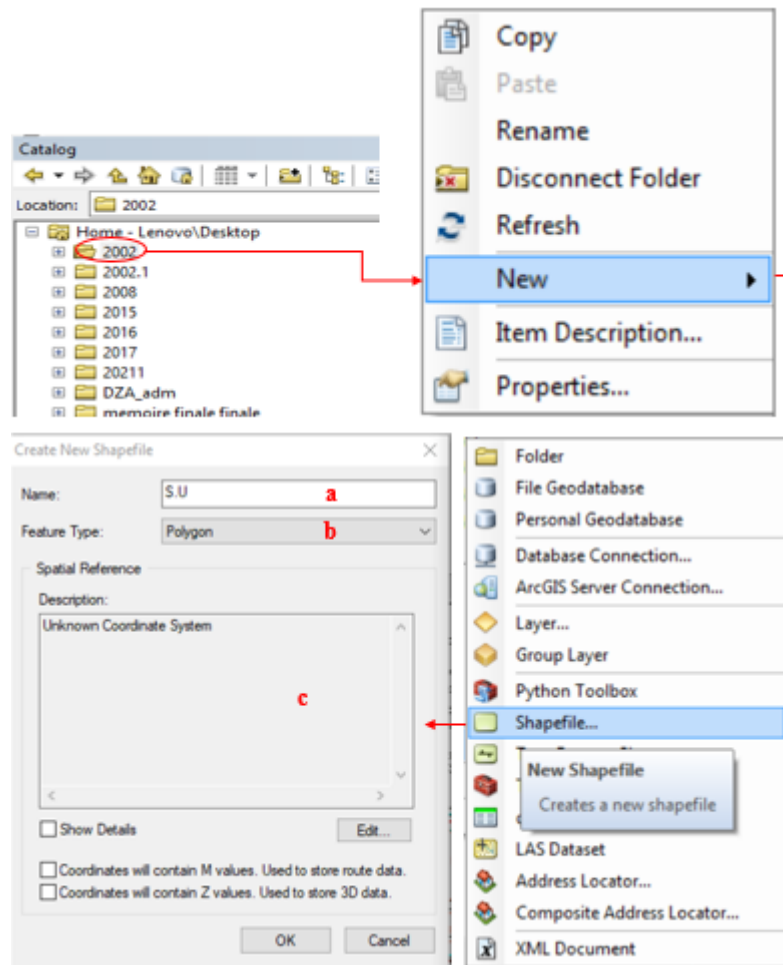 Copy
Paste
Rename
Disconnect Folder
Refresh
New
Item Description...
Properties...
Catalog
Location: 2002
Home - Lenovo\Desktop
2002
2002.1
2008
2015
2016
2017
20211
DZA_adm
memoire finale finale
Create New Shapefile
Name: S.U a
Feature Type: Polygon b
Spatial Reference
Description:
Unknown Coordinate System
c
Show Details Edit...
Coordinates will contain M values. Used to store route data.
Coordinates will contain Z values. Used to store 3D data.
OK Cancel
Folder
File Geodatabase
Personal Geodatabase
Database Connection...
ArcGIS Server Connection...
Layer...
Group Layer
Python Toolbox
Shapefile...
New Shapefile
Creates a new shapefile
LAS Dataset
Address Locator...
Composite Address Locator...
XML Document